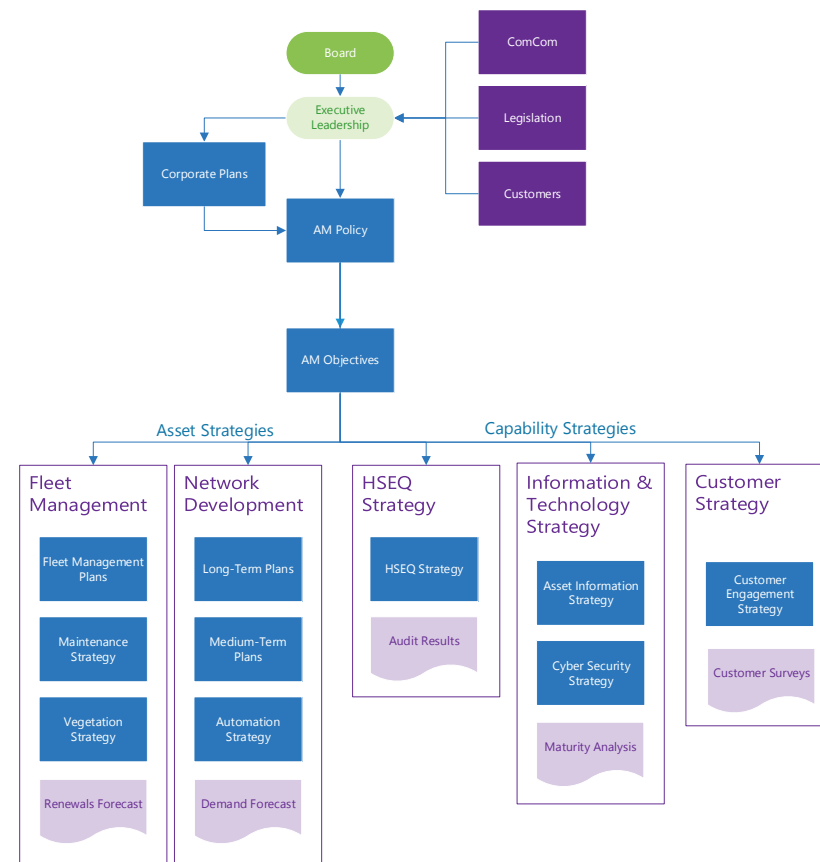 Board
ComCom
Executive
Leadership
Legislation
Corporate Plans
Customers
AM Policy
AM Objectives
Asset Strategies
Capability Strategies
Fleet
Management
Fleet Management
Plans
Maintenance
Strategy
Vegetation
Strategy
Renewals Forecast
Network
Development
Long-Term Plans
Medium-Term
Plans
Automation
Strategy
Demand Forecast
HSEQ
Strategy
HSEQ Strategy
Audit Results
Information &
Technology
Strategy
Asset Information
Strategy
Cyber Security
Strategy
Maturity Analysis
Customer
Strategy
Customer
Engagement
Strategy
Customer Surveys